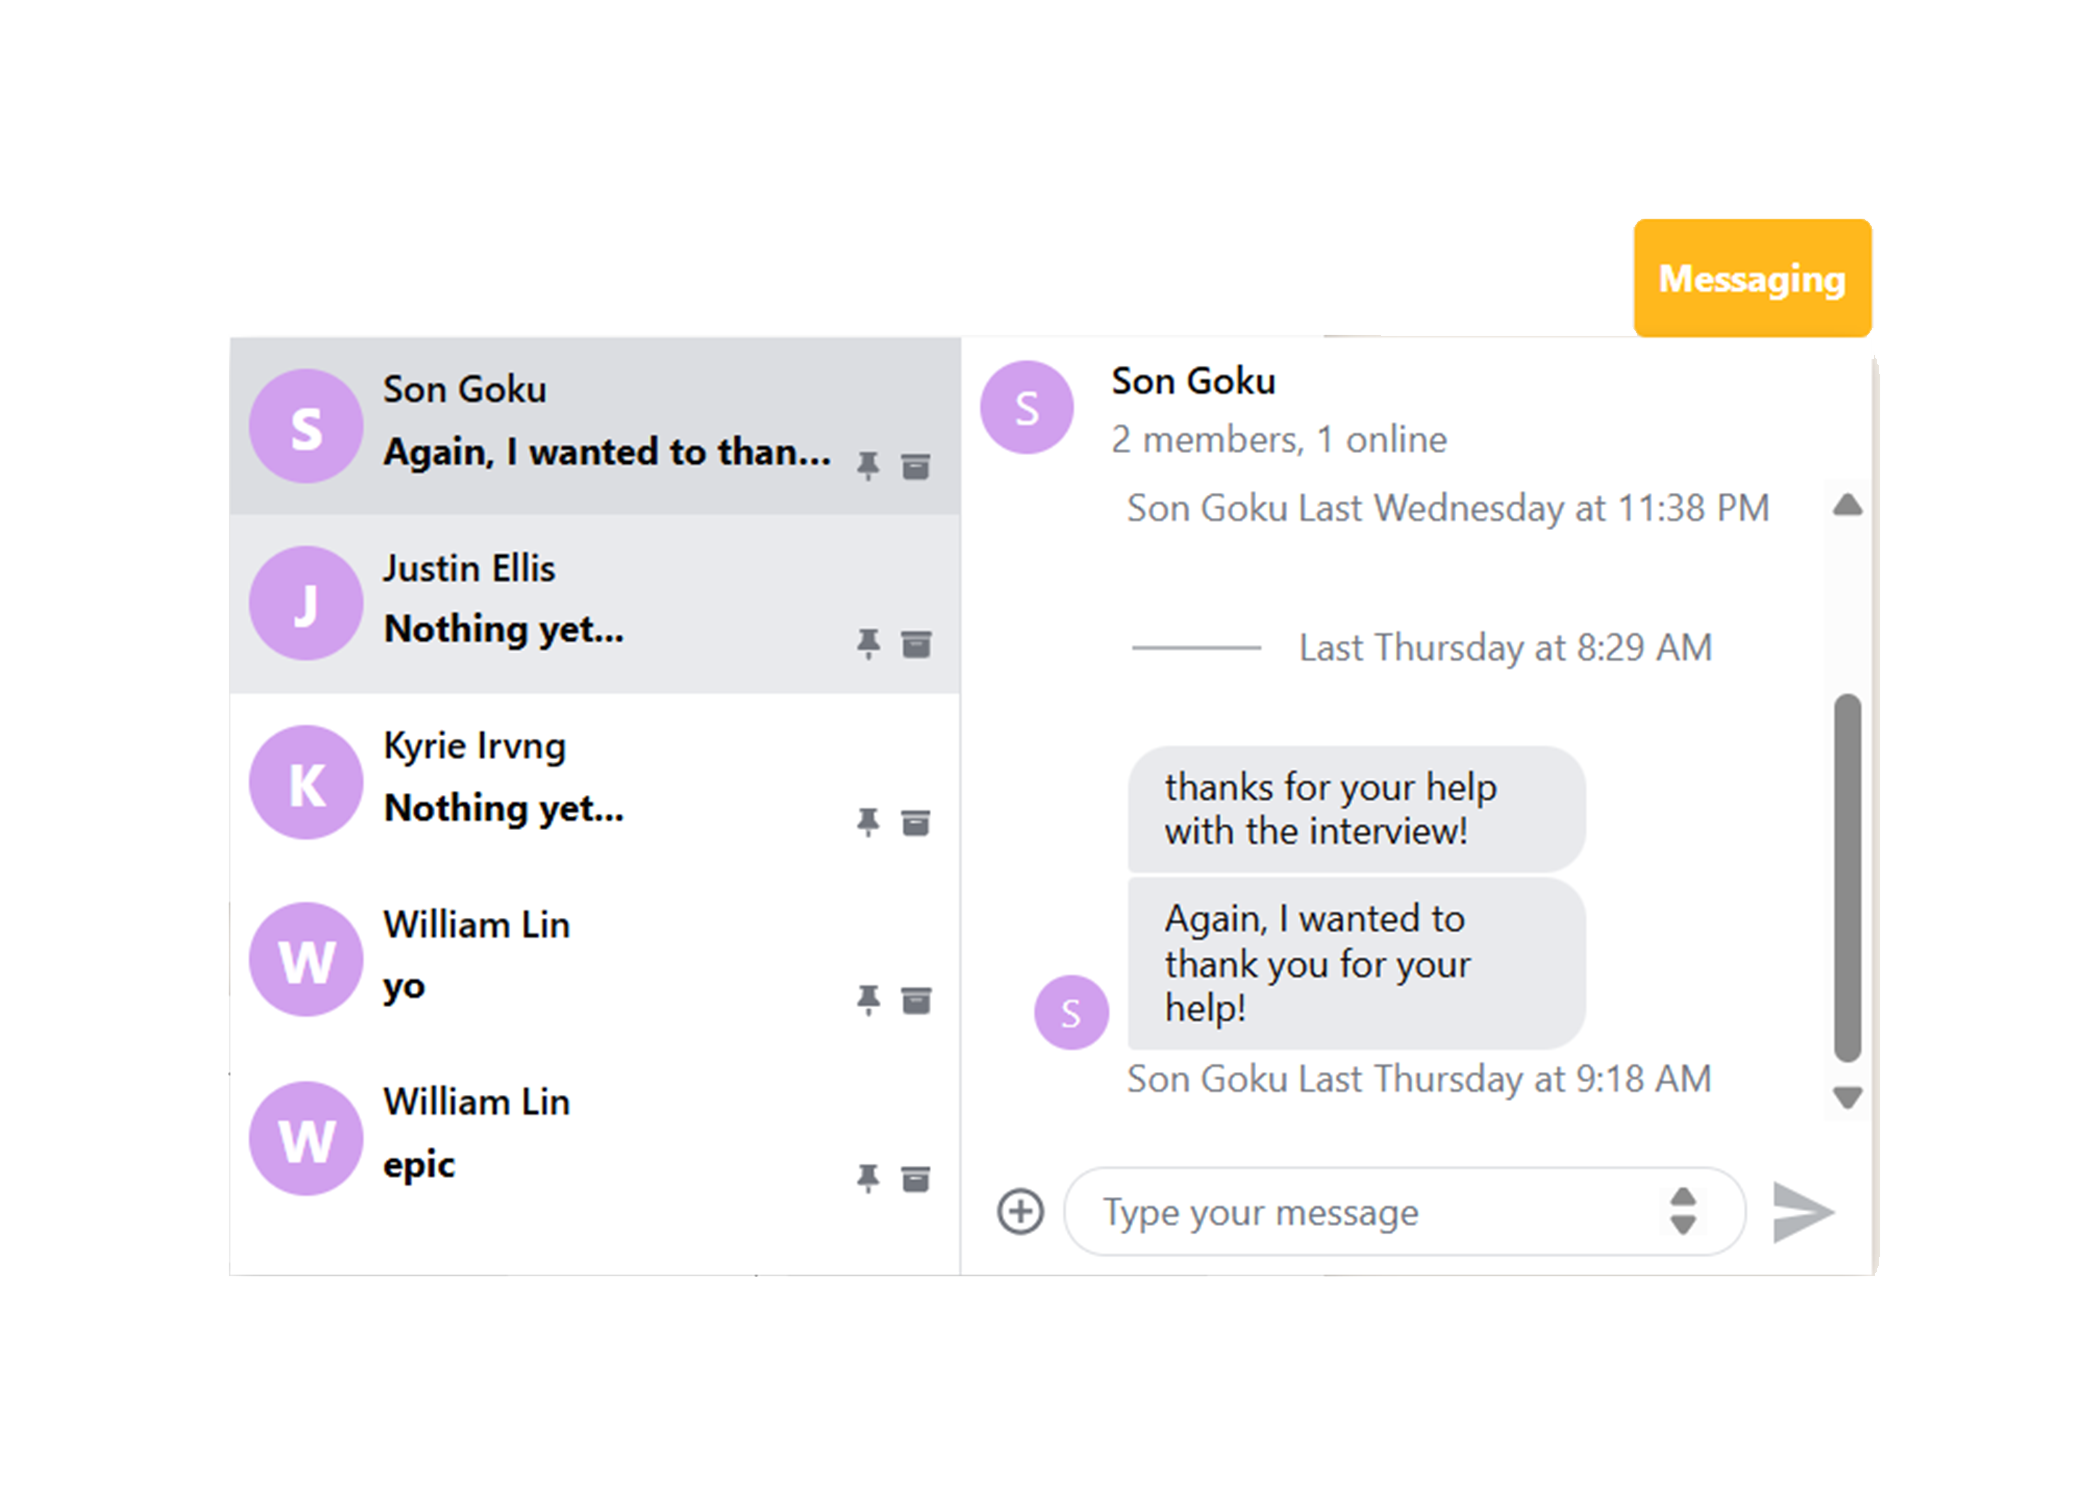 Messaging
S
Son Goku
Again, I wanted to than...
J
Justin Ellis
Nothing yet...
K
Kyrie Irvng
Nothing yet...
W
William Lin
yo
W
William Lin
epic
S
Son Goku
2 members, 1 online
Son Goku Last Wednesday at 11:38 PM
Last Thursday at 8:29 AM
thanks for your help
with the interview!
Again, I wanted to
thank you for your
help!
S
Son Goku Last Thursday at 9:18 AM
Type your message